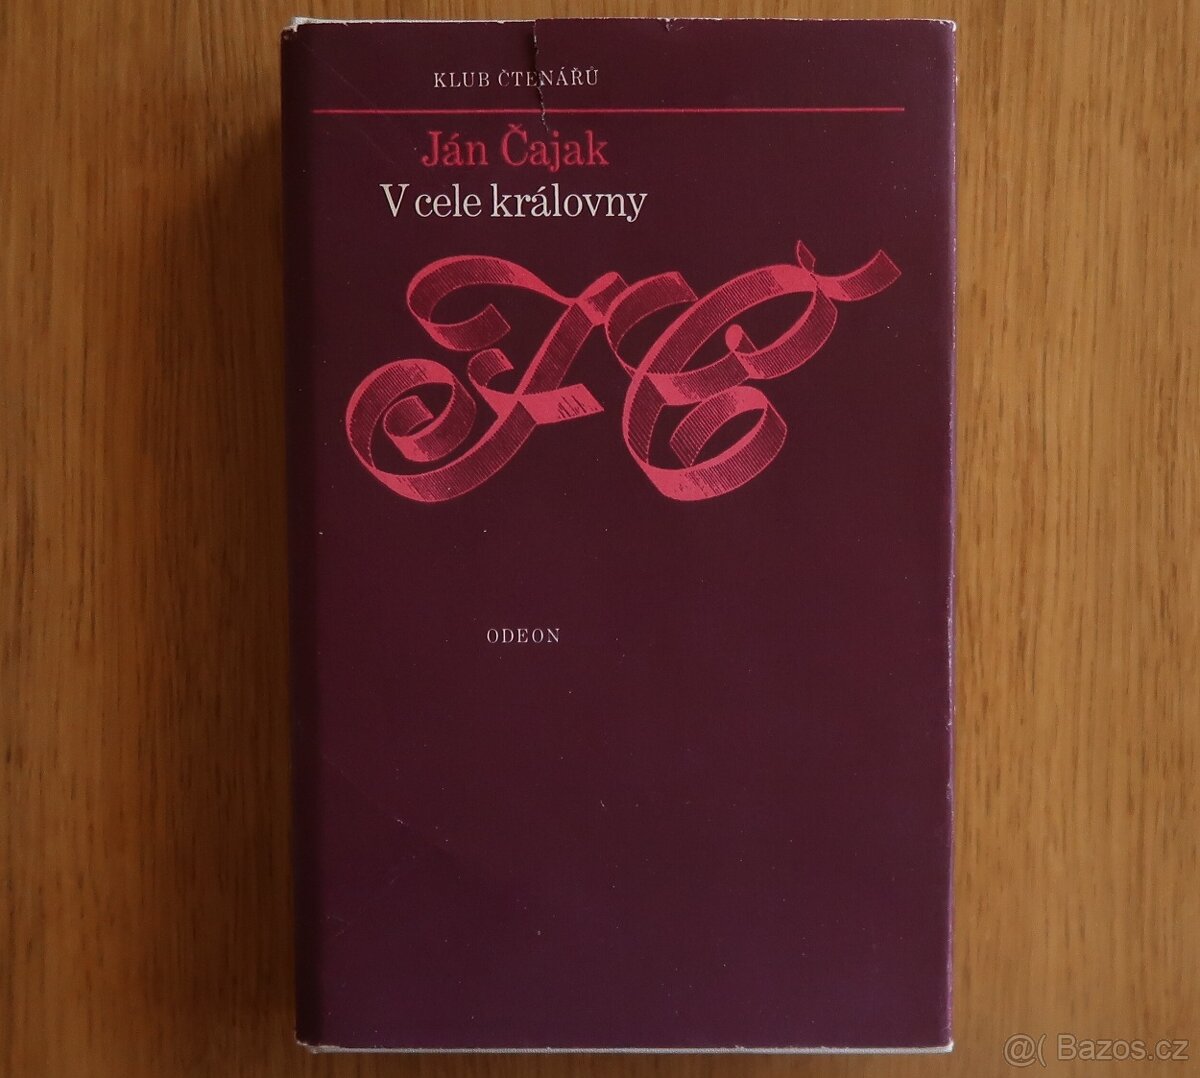 KLUB ČTENÁŘŮ
Ján Čajak
V cele královny
JČ
ODEON
@( Bazos.cz